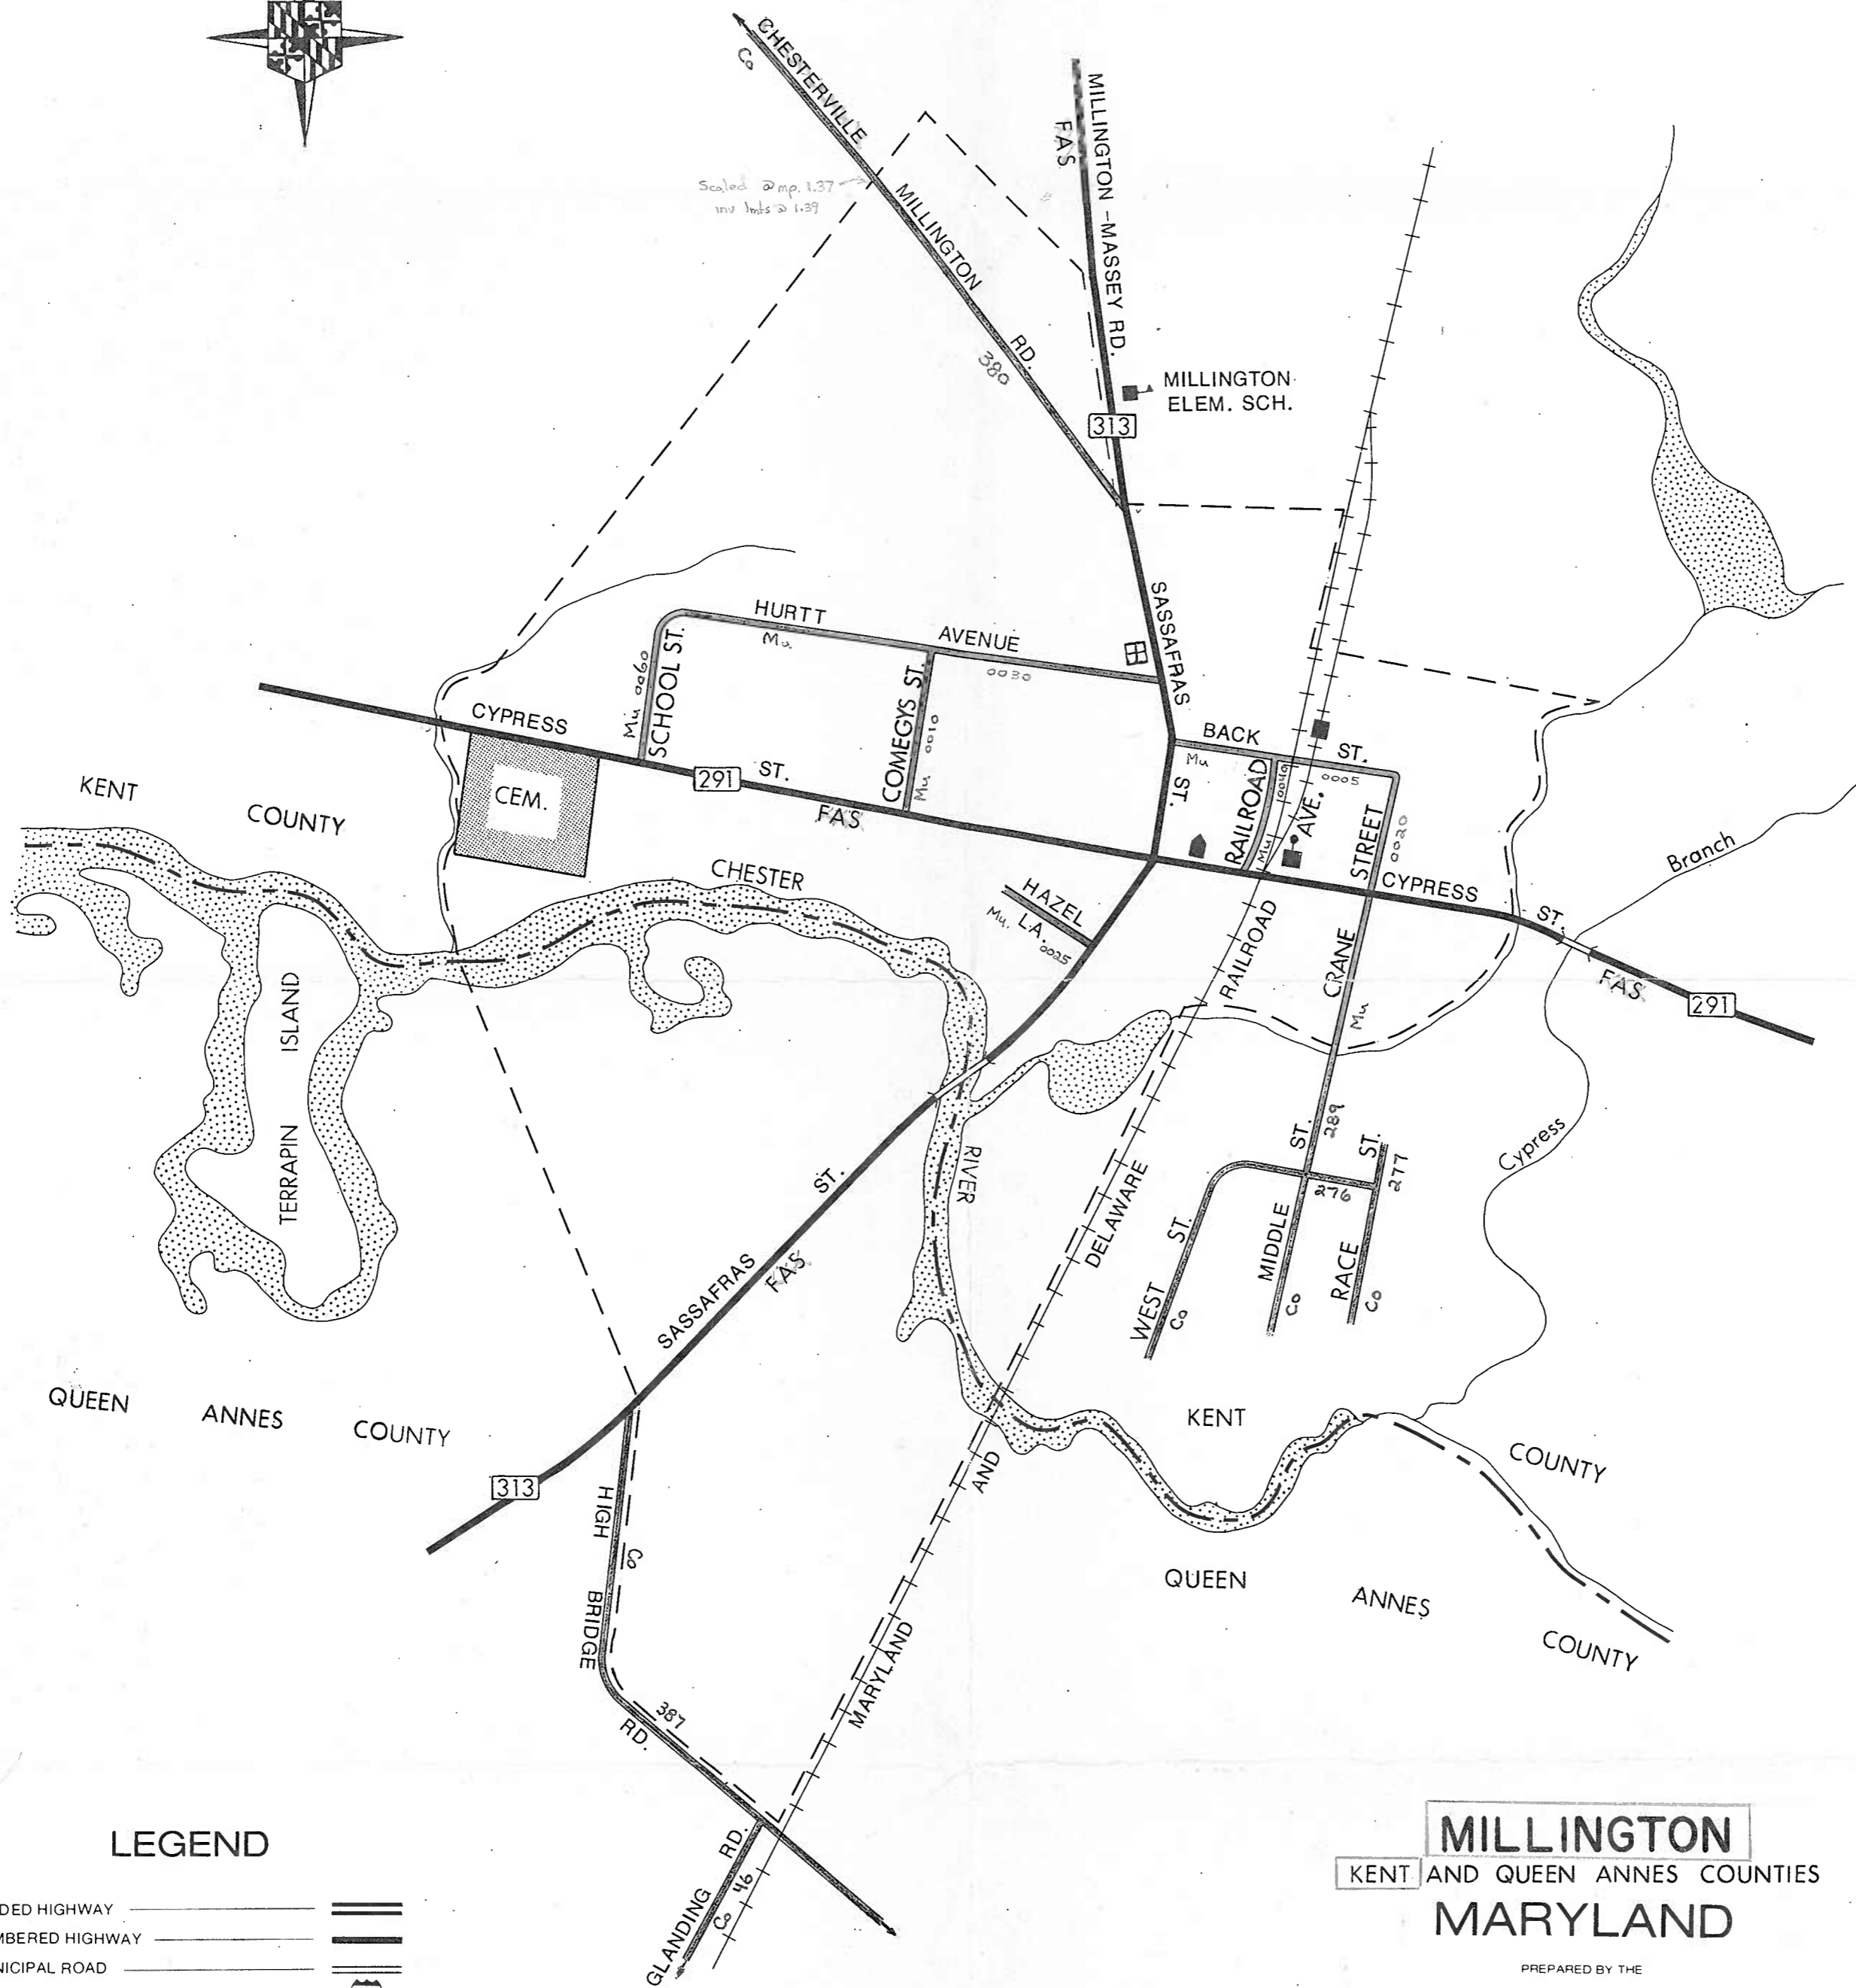 CHESTERVILLE
Co
MILLINGTON
RD.
380
Scaled @ mp. 1.37
inv lmts @ 1.39
MILLINGTON-MASSEY RD.
FAS
MILLINGTON
ELEM. SCH.
313
SASSAFRAS
ST.
HURTT
AVENUE
Mu.
0030
SCHOOL ST.
Mu 0060
COMEGYS ST.
Mu 0010
CYPRESS
ST.
291
FAS
CEM.
BACK
ST.
Mu
0005
RAILROAD
AVE.
Mu
0040
STREET
0020
CRANE
Mu
CYPRESS
ST.
FAS
291
Branch
Cypress
KENT
COUNTY
CHESTER
RIVER
HAZEL
LA.
Mu.
0025
RAILROAD
TERRAPIN ISLAND
ST.
289
276
ST.
277
WEST
ST.
Co
MIDDLE
Co
RACE
Co
DELAWARE
AND
MARYLAND
SASSAFRAS
ST.
FAS
QUEEN ANNES COUNTY
313
HIGH
BRIDGE
RD.
Co
387
KENT
COUNTY
QUEEN ANNES
COUNTY
GLANDING
RD.
Co 46
LEGEND
DED HIGHWAY
MBERED HIGHWAY
NICIPAL ROAD
MILLINGTON
KENT AND QUEEN ANNES COUNTIES
MARYLAND
PREPARED BY THE